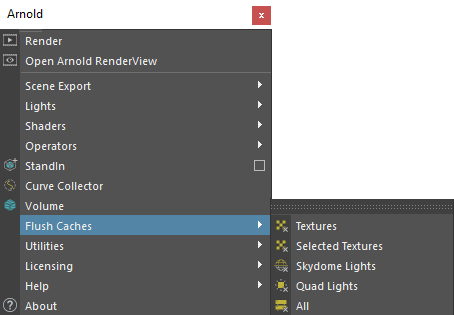 Arnold
Render
Open Arnold RenderView
Scene Export
Lights
Shaders
Operators
StandIn
Curve Collector
Volume
Flush Caches
Textures
Selected Textures
Skydome Lights
Quad Lights
All
Utilities
Licensing
Help
About